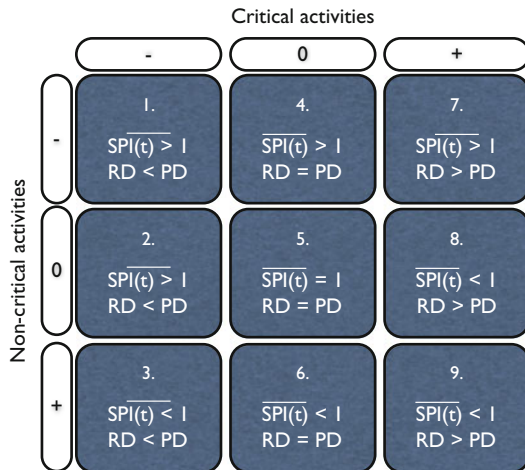 Critical activities
- 0 +
Non-critical activities
-
0
+
1.
SPI(t) > 1
RD < PD
4.
SPI(t) > 1
RD = PD
7.
SPI(t) > 1
RD > PD
2.
SPI(t) > 1
RD < PD
5.
SPI(t) = 1
RD = PD
8.
SPI(t) < 1
RD > PD
3.
SPI(t) < 1
RD < PD
6.
SPI(t) < 1
RD = PD
9.
SPI(t) < 1
RD > PD